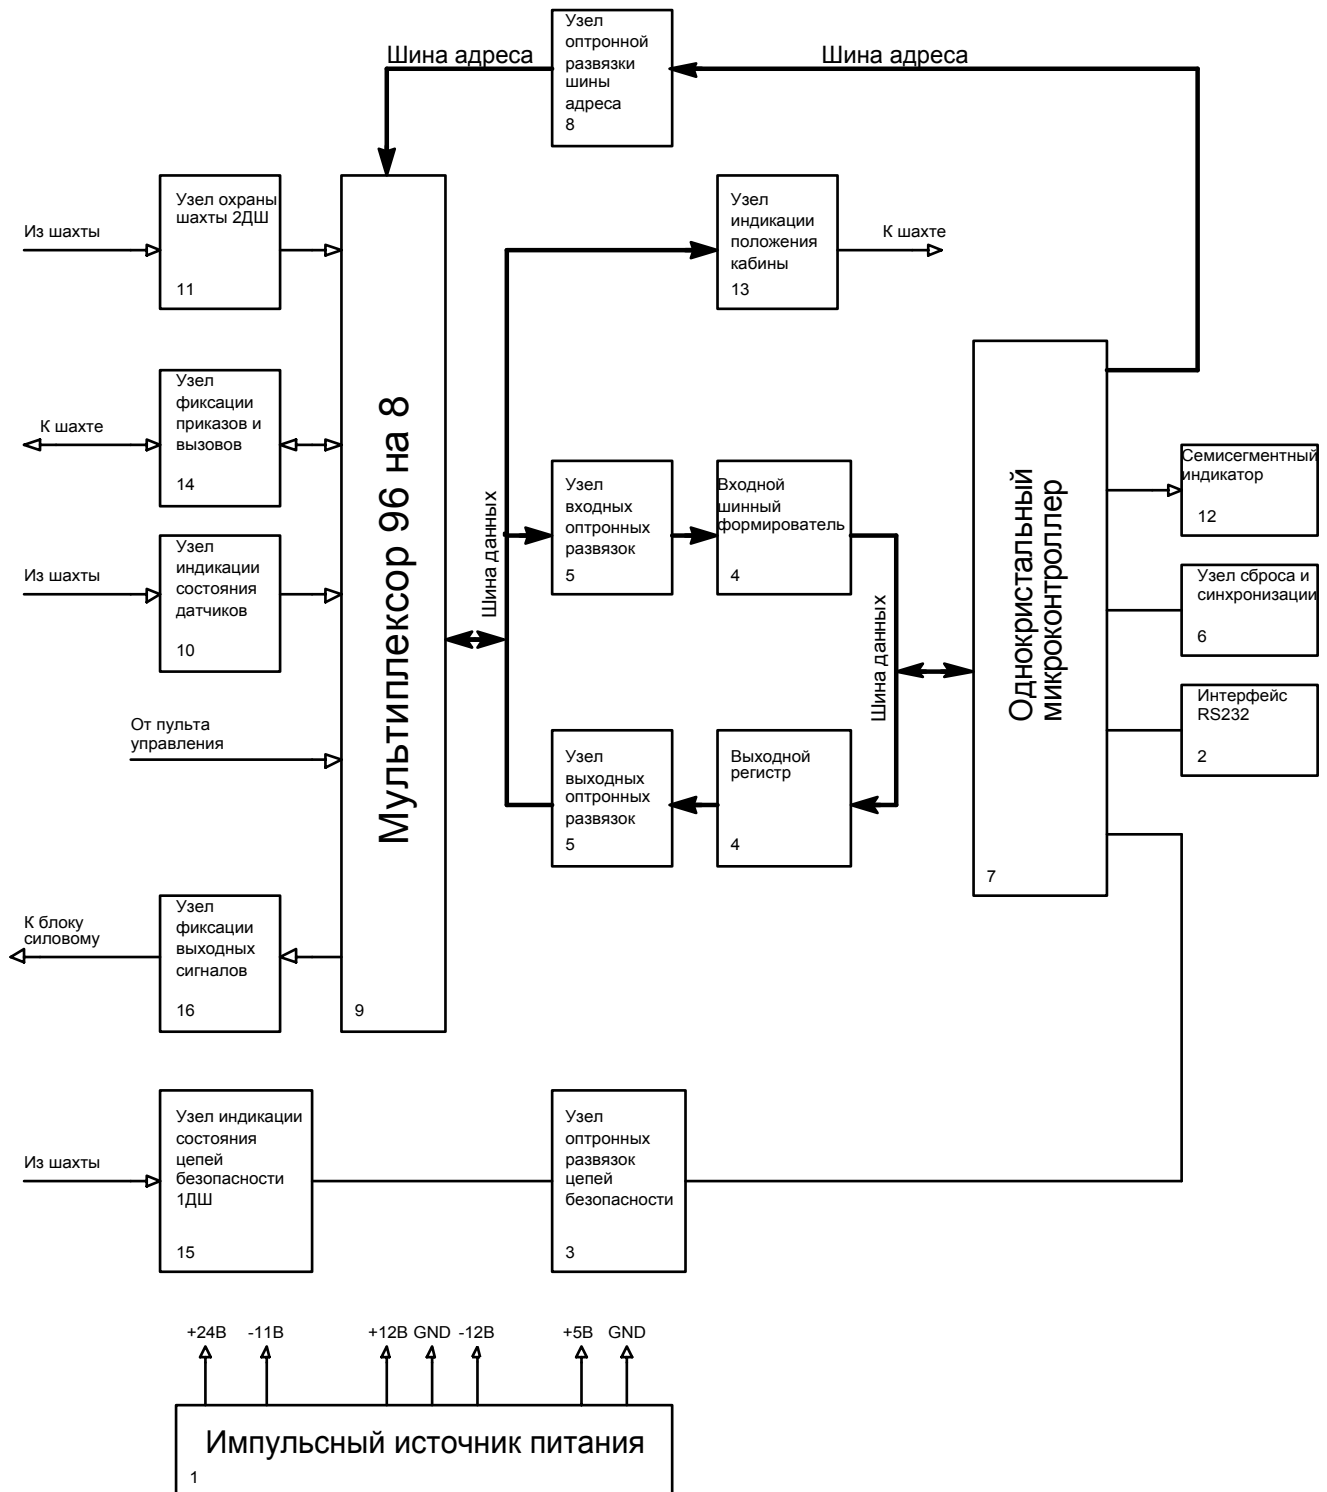 Узел
оптронной
развязки
шины
адреса
8
Шина адреса
Шина адреса
Узел охраны
шахты 2ДШ
11
Из шахты
Узел
индикации
положения
кабины
13
К шахте
Узел
фиксации
приказов и
вызовов
14
К шахте
Мультиплексор 96 на 8
9
Шина данных
Узел
входных
оптронных
развязок
5
Входной
шинный
формирователь
4
Шина данных
Однокристальный
микроконтроллер
7
Семисегментный
индикатор
12
Узел
индикации
состояния
датчиков
10
Из шахты
Узел сброса и
синхронизации
6
Интерфейс
RS232
2
От пульта
управления
Узел
выходных
оптронных
развязок
5
Выходной
регистр
4
К блоку
силовому
Узел
фиксации
выходных
сигналов
16
Из шахты
Узел индикации
состояния
цепей
безопасности
1ДШ
15
Узел
оптронных
развязок
цепей
безопасности
3
+24В -11В +12В GND -12В +5В GND
Импульсный источник питания
1